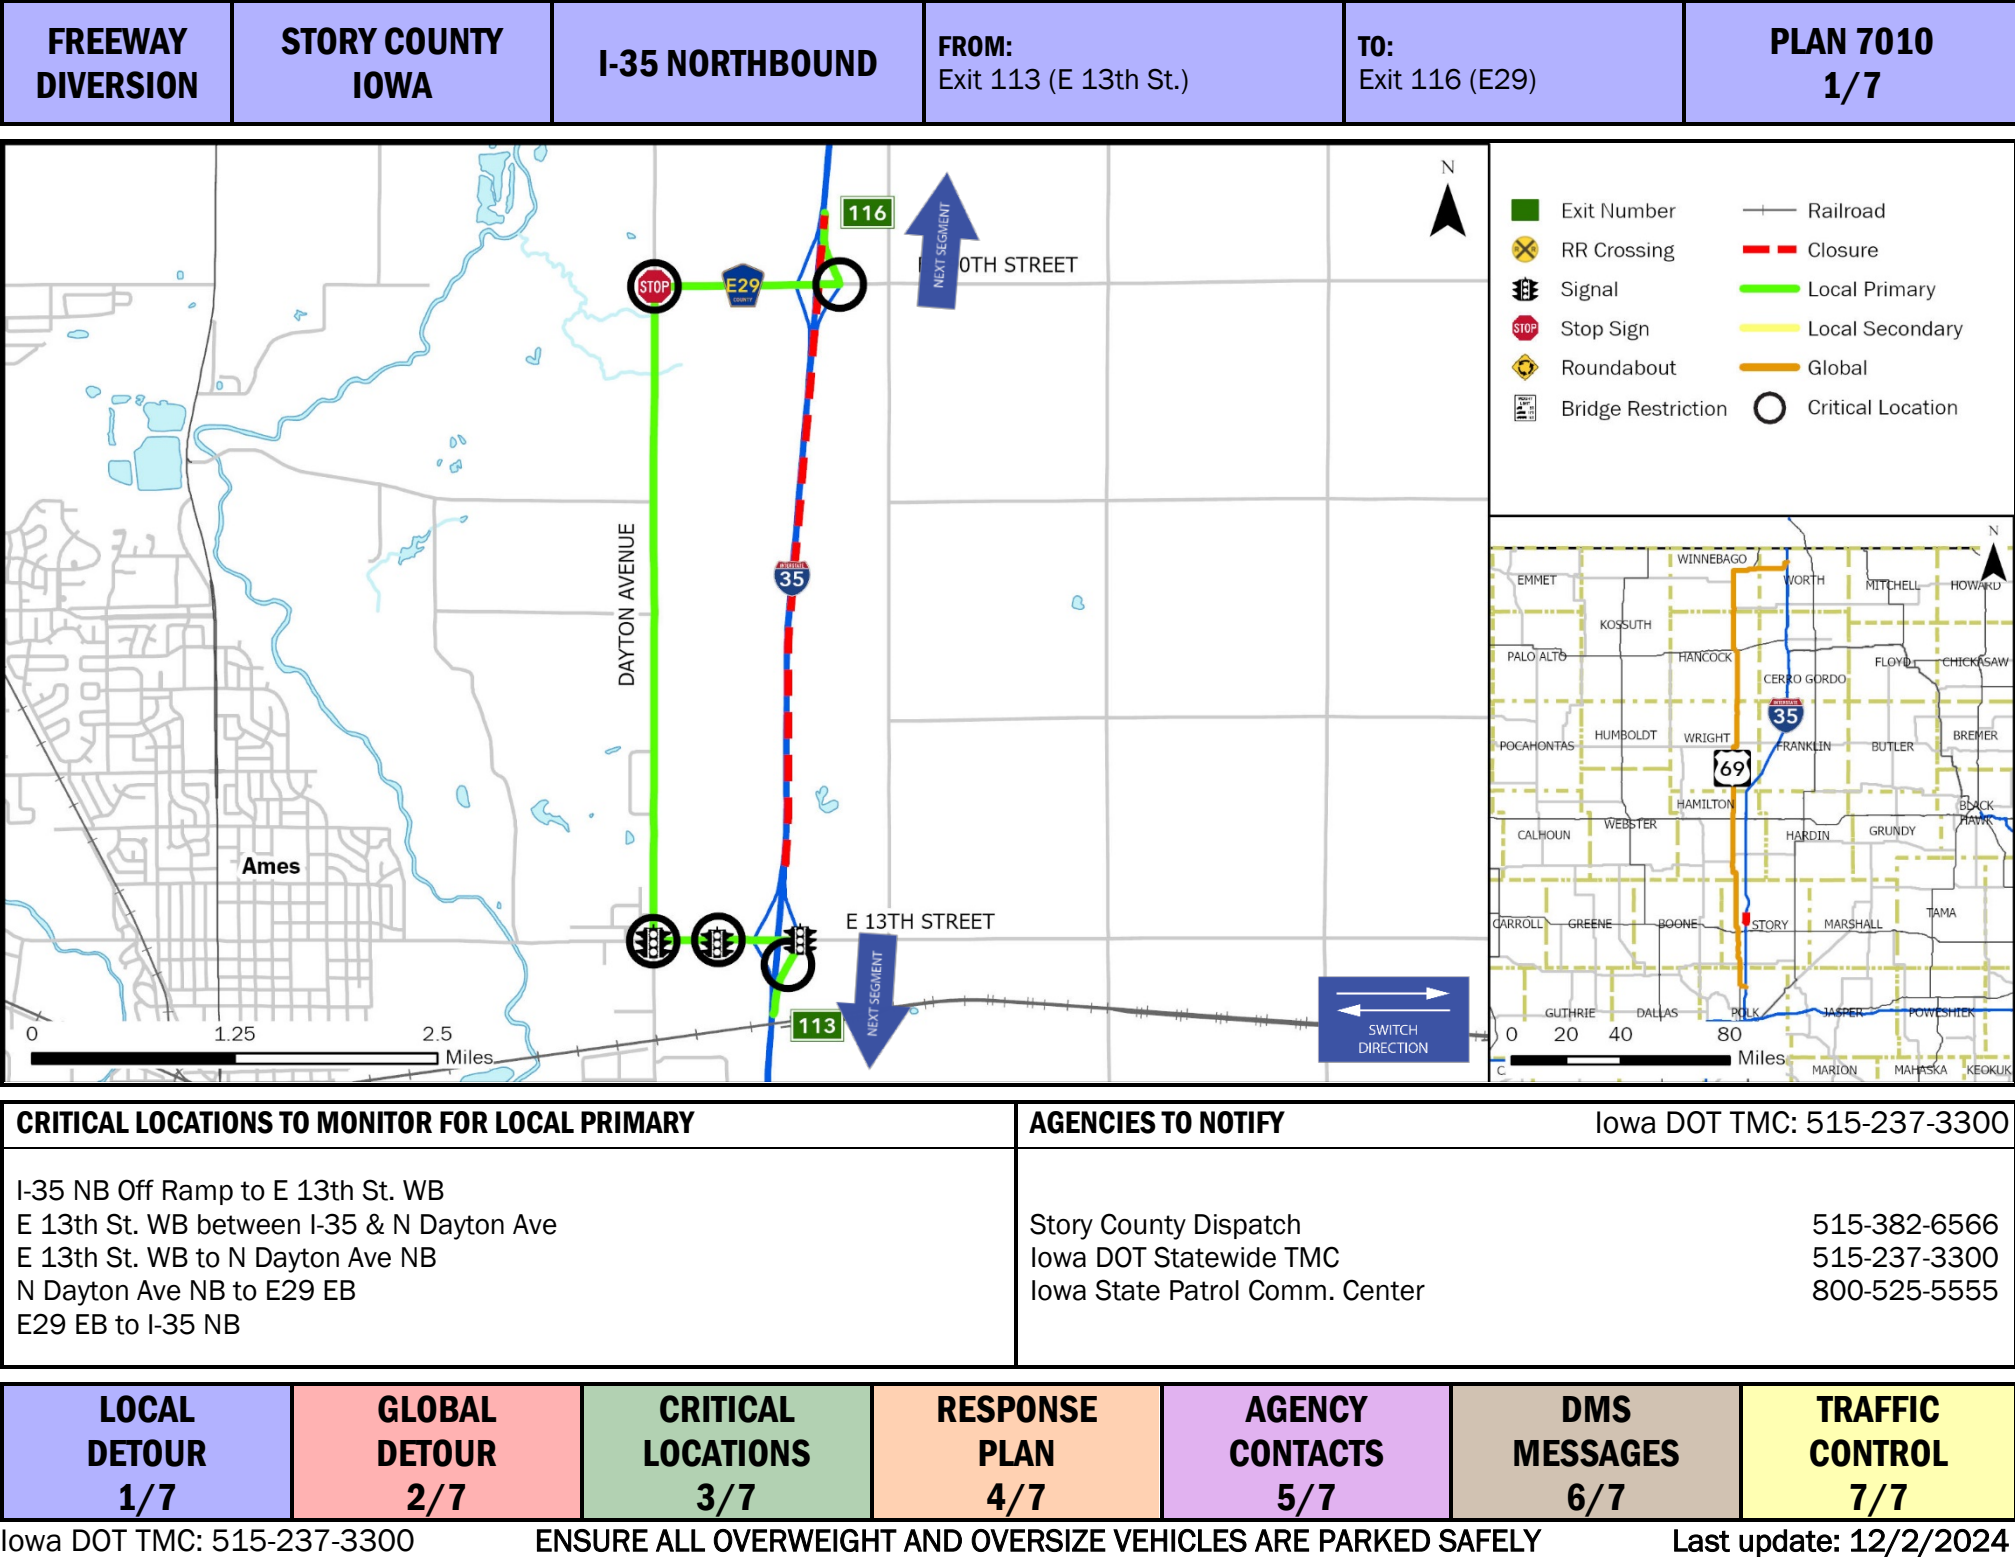 FREEWAY
DIVERSION
STORY COUNTY
IOWA
I-35 NORTHBOUND
FROM:
Exit 113 (E 13th St.)
TO:
Exit 116 (E29)
PLAN 7010
1/7
116
NEXT SEGMENT
0TH STREET
N
STOP
E29
COUNTY
DAYTON AVENUE
INTERSTATE
35
Ames
E 13TH STREET
NEXT SEGMENT
113
0 1.25 2.5
Miles
SWITCH
DIRECTION
Exit Number
Railroad
RR Crossing
Closure
Signal
Local Primary
STOP
Stop Sign
Local Secondary
Roundabout
Global
Bridge Restriction
Critical Location
N
WINNEBAGO
EMMET
WORTH
MITCHELL
HOWARD
KOSSUTH
PALO ALTO
HANCOCK
FLOYD
CHICKASAW
CERRO GORDO
INTERSTATE
35
POCAHONTAS
HUMBOLDT
WRIGHT
FRANKLIN
BUTLER
BREMER
69
HAMILTON
BLACK
HAWK
CALHOUN
WEBSTER
HARDIN
GRUNDY
TAMA
CARROLL
GREENE
BOONE
STORY
MARSHALL
GUTHRIE
DALLAS
POLK
JASPER
POWESHIEK
0 20 40 80
Miles
C
MARION
MAHASKA
KEOKUK
CRITICAL LOCATIONS TO MONITOR FOR LOCAL PRIMARY
I-35 NB Off Ramp to E 13th St. WB
E 13th St. WB between I-35 & N Dayton Ave
E 13th St. WB to N Dayton Ave NB
N Dayton Ave NB to E29 EB
E29 EB to I-35 NB
AGENCIES TO NOTIFY
Iowa DOT TMC: 515-237-3300
Story County Dispatch 515-382-6566
Iowa DOT Statewide TMC 515-237-3300
Iowa State Patrol Comm. Center 800-525-5555
LOCAL
DETOUR
1/7
GLOBAL
DETOUR
2/7
CRITICAL
LOCATIONS
3/7
RESPONSE
PLAN
4/7
AGENCY
CONTACTS
5/7
DMS
MESSAGES
6/7
TRAFFIC
CONTROL
7/7
Iowa DOT TMC: 515-237-3300
ENSURE ALL OVERWEIGHT AND OVERSIZE VEHICLES ARE PARKED SAFELY
Last update: 12/2/2024